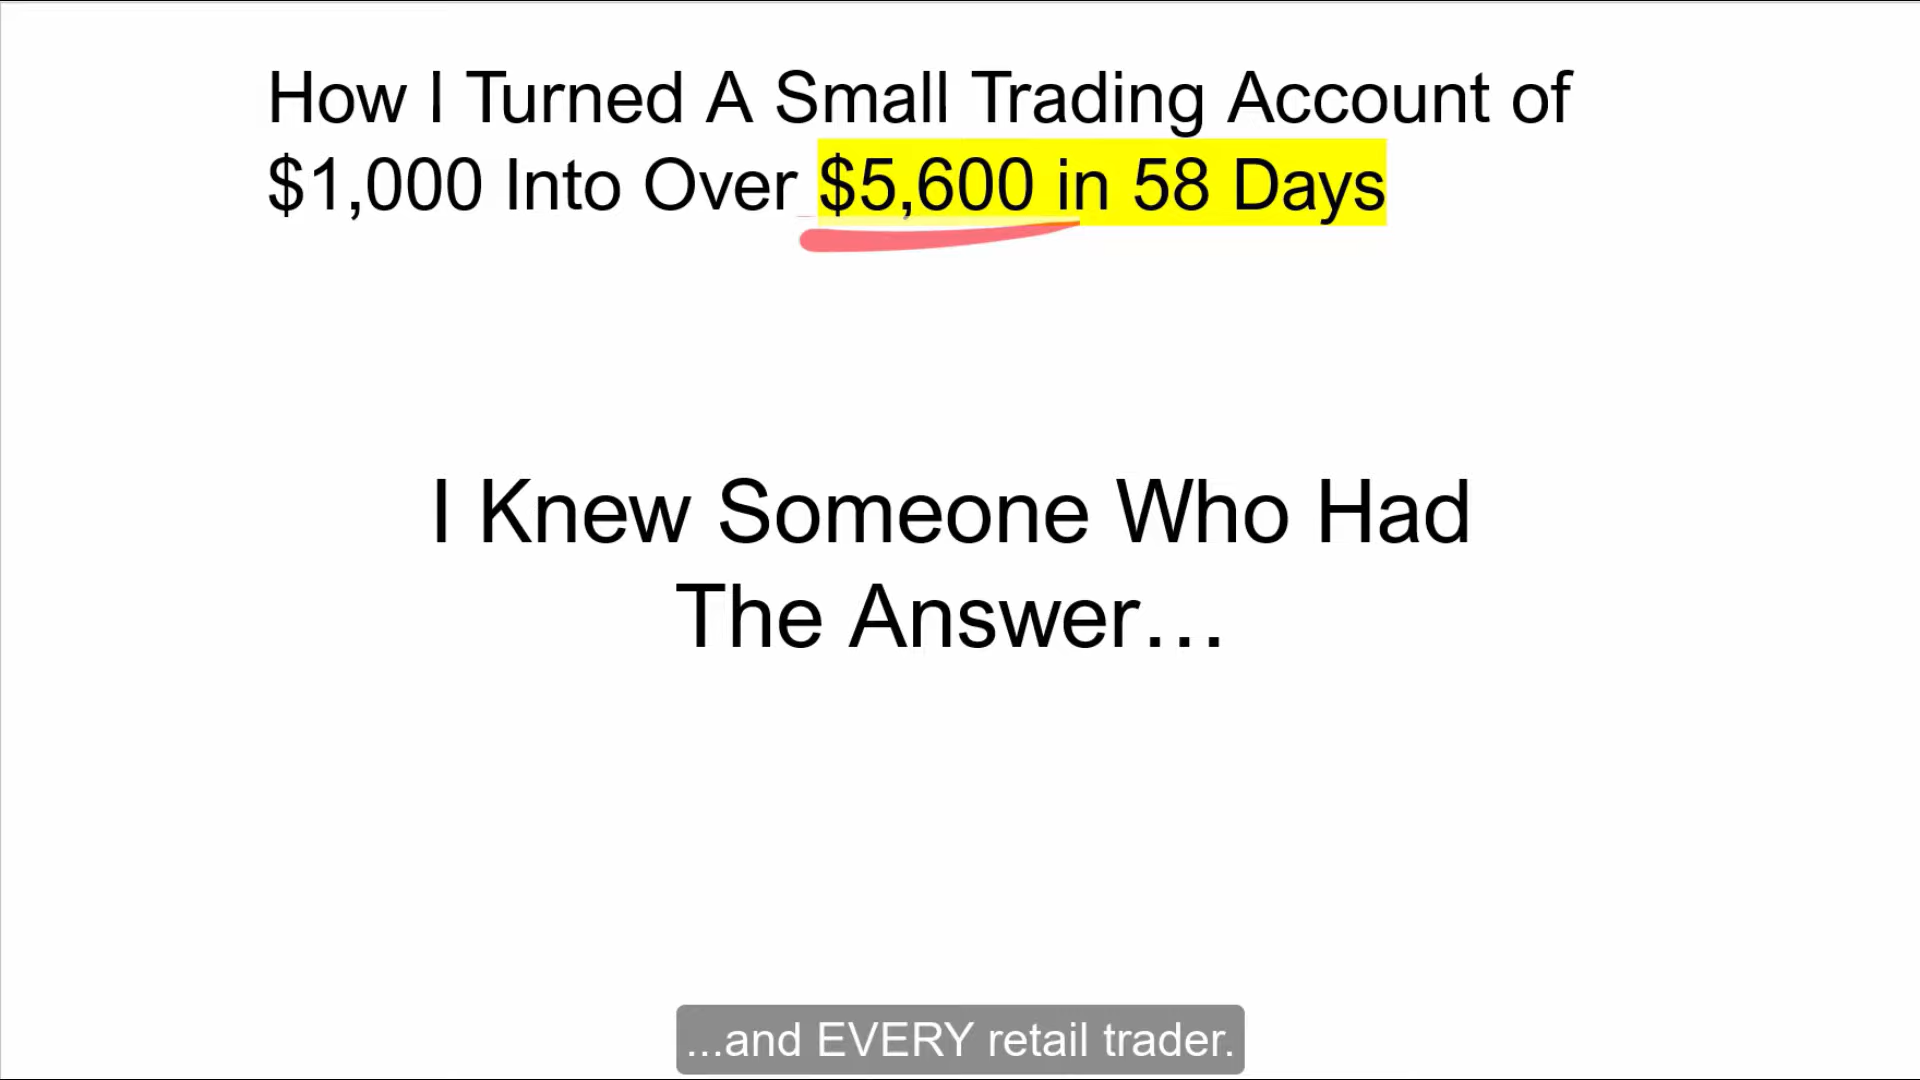 How I Turned A Small Trading Account of
$1,000 Into Over $5,600 in 58 Days
I Knew Someone Who Had
The Answer…
...and EVERY retail trader.